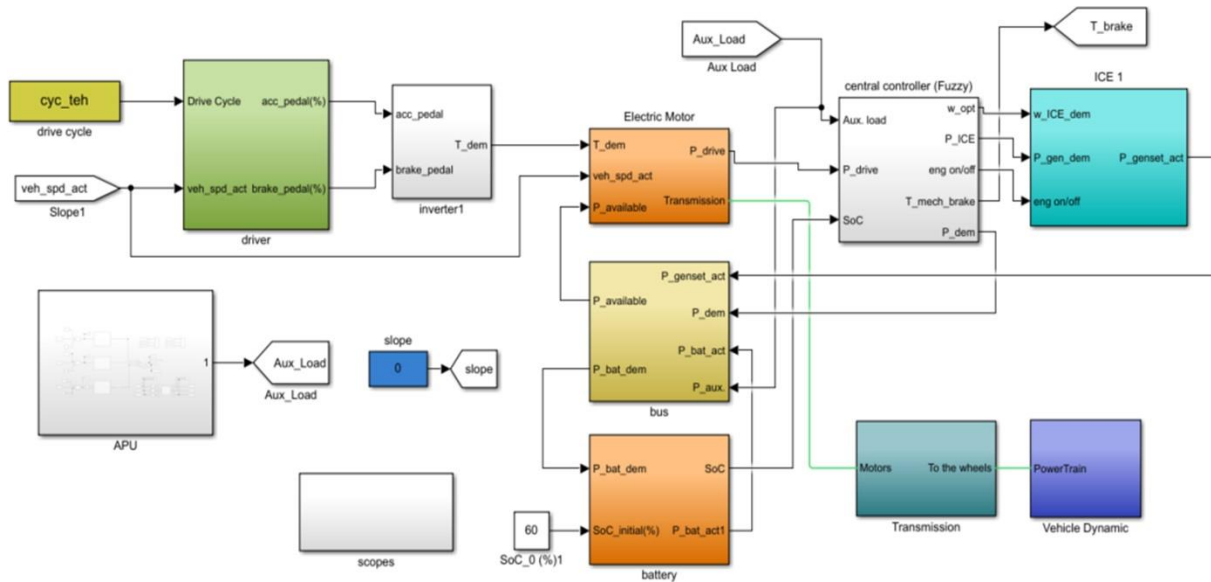 cyc_teh
drive cycle
veh_spd_act
Slope1
Drive Cycle
acc_pedal(%)
veh_spd_act
brake_pedal(%)
driver
acc_pedal
T_dem
brake_pedal
inverter1
Electric Motor
T_dem
P_drive
veh_spd_act
Transmission
P_available
Aux_Load
Aux Load
central controller (Fuzzy)
Aux. load
w_opt
P_ICE
P_drive
eng on/off
T_mech_brake
SoC
P_dem
T_brake
ICE 1
w_ICE_dem
P_gen_dem
P_genset_act
eng on/off
P_genset_act
P_available
P_dem
P_bat_act
P_bat_dem
P_aux.
bus
1
APU
Aux_Load
Aux_Load
slope
0
slope
scopes
P_bat_dem
SoC
60
SoC_initial(%)
P_bat_act1
SoC_0 (%)1
battery
Motors
To the wheels
Transmission
PowerTrain
Vehicle Dynamic